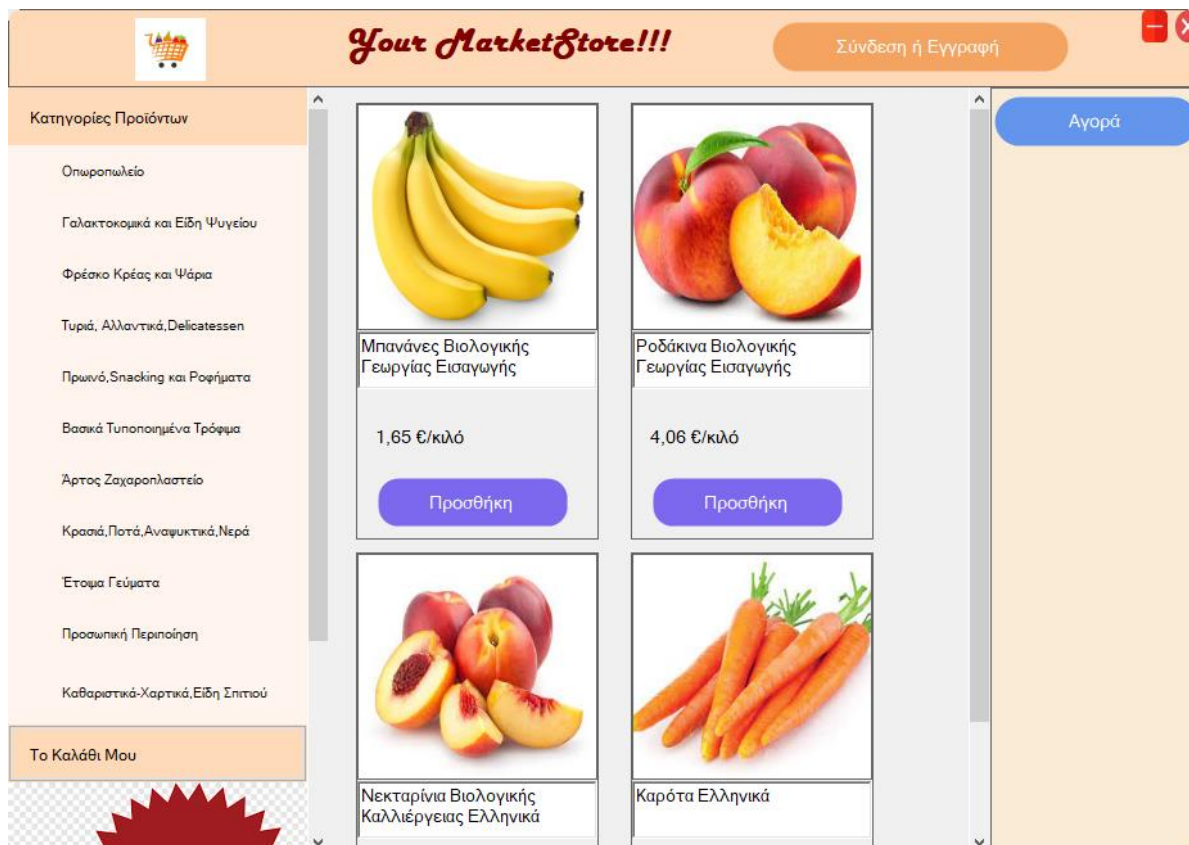 Your MarketStore!!!
Σύνδεση ή Εγγραφή
Κατηγορίες Προϊόντων
Οπωροπωλείο
Γαλακτοκομικά και Είδη Ψυγείου
Φρέσκο Κρέας και Ψάρια
Τυριά, Αλλαντικά,Delicatessen
Πρωινό,Snacking και Ροφήματα
Βασικά Τυποποιημένα Τρόφιμα
Άρτος Ζαχαροπλαστείο
Κρασιά,Ποτά,Αναψυκτικά,Νερά
Έτοιμα Γεύματα
Προσωπική Περιποίηση
Καθαριστικά-Χαρτικά,Είδη Σπιτιού
Το Καλάθι Μου
Μπανάνες Βιολογικής
Γεωργίας Εισαγωγής
1,65 €/κιλό
Προσθήκη
Ροδάκινα Βιολογικής
Γεωργίας Εισαγωγής
4,06 €/κιλό
Προσθήκη
Νεκταρίνια Βιολογικής
Καλλιέργειας Ελληνικά
Καρότα Ελληνικά
Αγορά